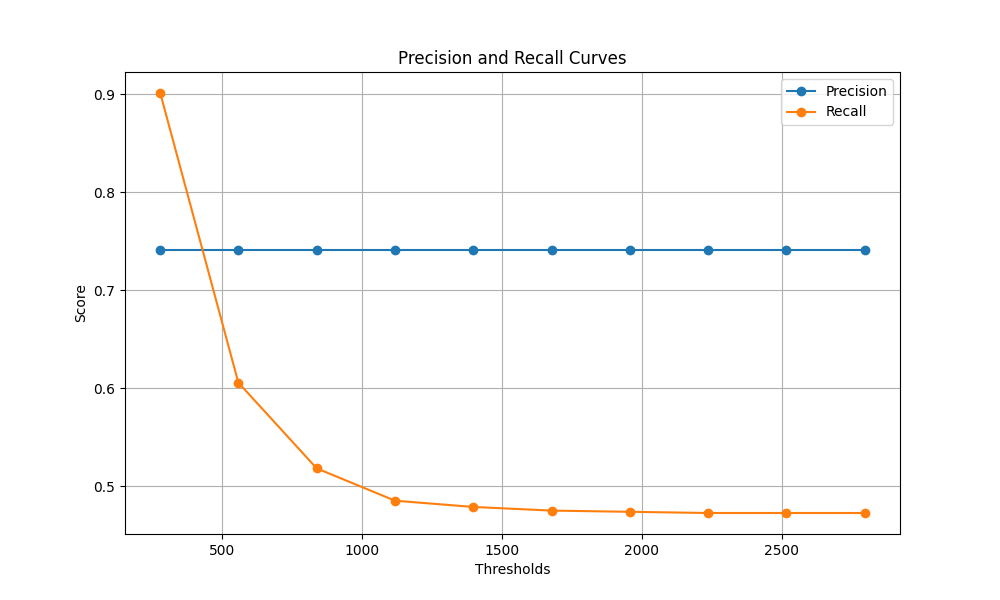 Precision and Recall Curves
Precision
Recall
0.9
0.8
0.7
0.6
0.5
Score
500 1000 1500 2000 2500
Thresholds